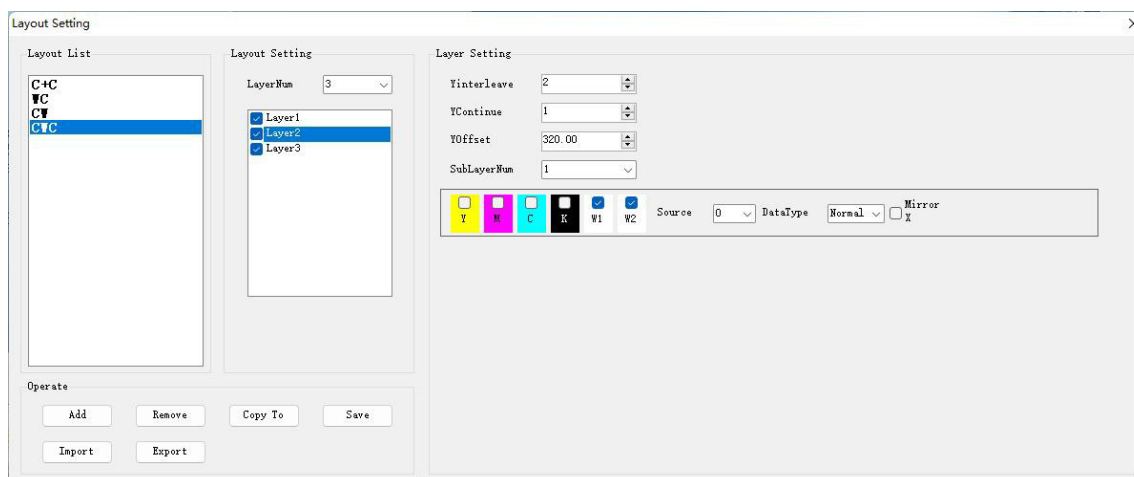 Layout Setting
Layout List
C+C
WC
CW
CWC
Layout Setting
LayerNum 3
Layer1
Layer2
Layer3
Layer Setting
Yinterleave 2
YContinue 1
YOffset 320.00
SubLayerNum 1
Y M C K W1 W2 Source 0 DataType Normal Mirror X
Operate
Add Remove Copy To Save
Import Export